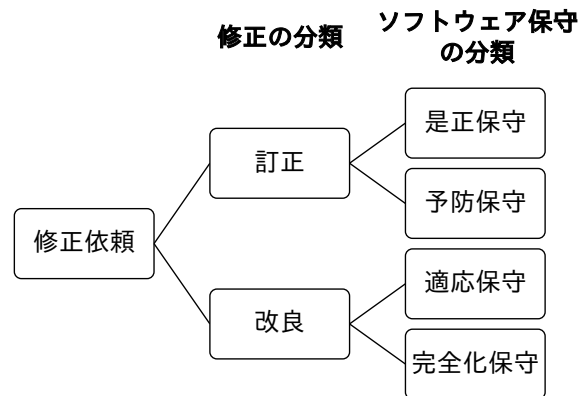 修正の分類
ソフトウェア保守
の分類
修正依頼
訂正
改良
是正保守
予防保守
適応保守
完全化保守